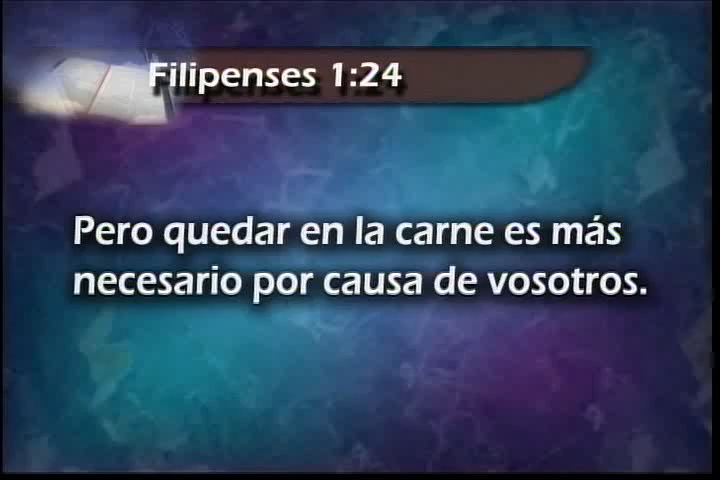 Filipenses 1:24
Pero quedar en la carne es más
necesario por causa de vosotros.